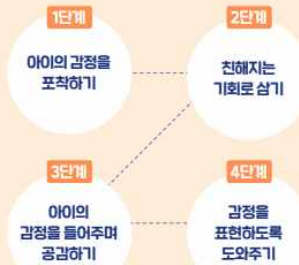 1단계
아이의 감정을
포착하기
2단계
친해지는
기회로 삼기
3단계
아이의
감정을 들어주며
공감하기
4단계
감정을
표현하도록
도와주기